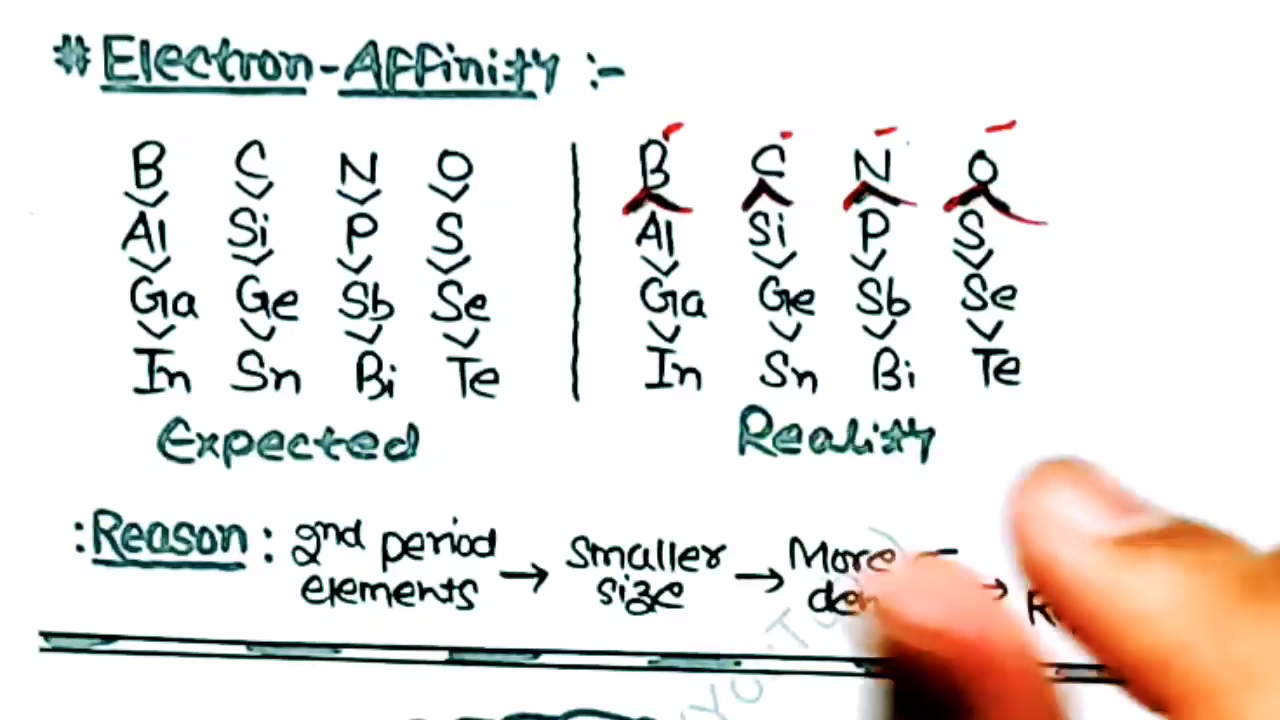 # Electron-Affinity :-
B C N O
Al Si P S
Ga Ge Sb Se
In Sn Bi Te
Expected
B C N O
Al Si P S
Ga Ge Sb Se
In Sn Bi Te
Reality
:Reason: 2nd period elements → Smaller size → More